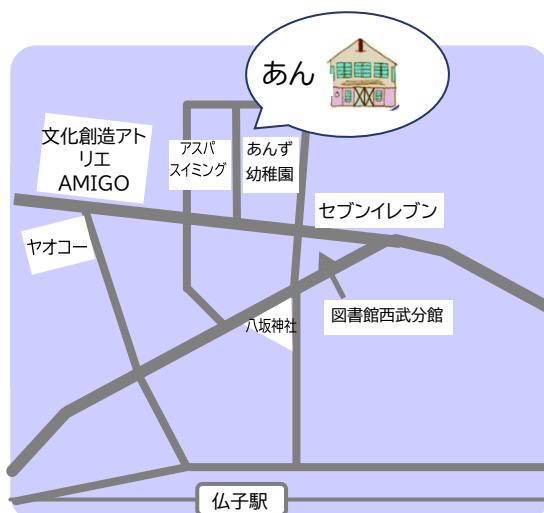 あん
文化創造アト
リエ
AMIGO
アスパ
スイミング
あんず
幼稚園
セブンイレブン
ヤオコー
図書館西武分館
八坂神社
仏子駅